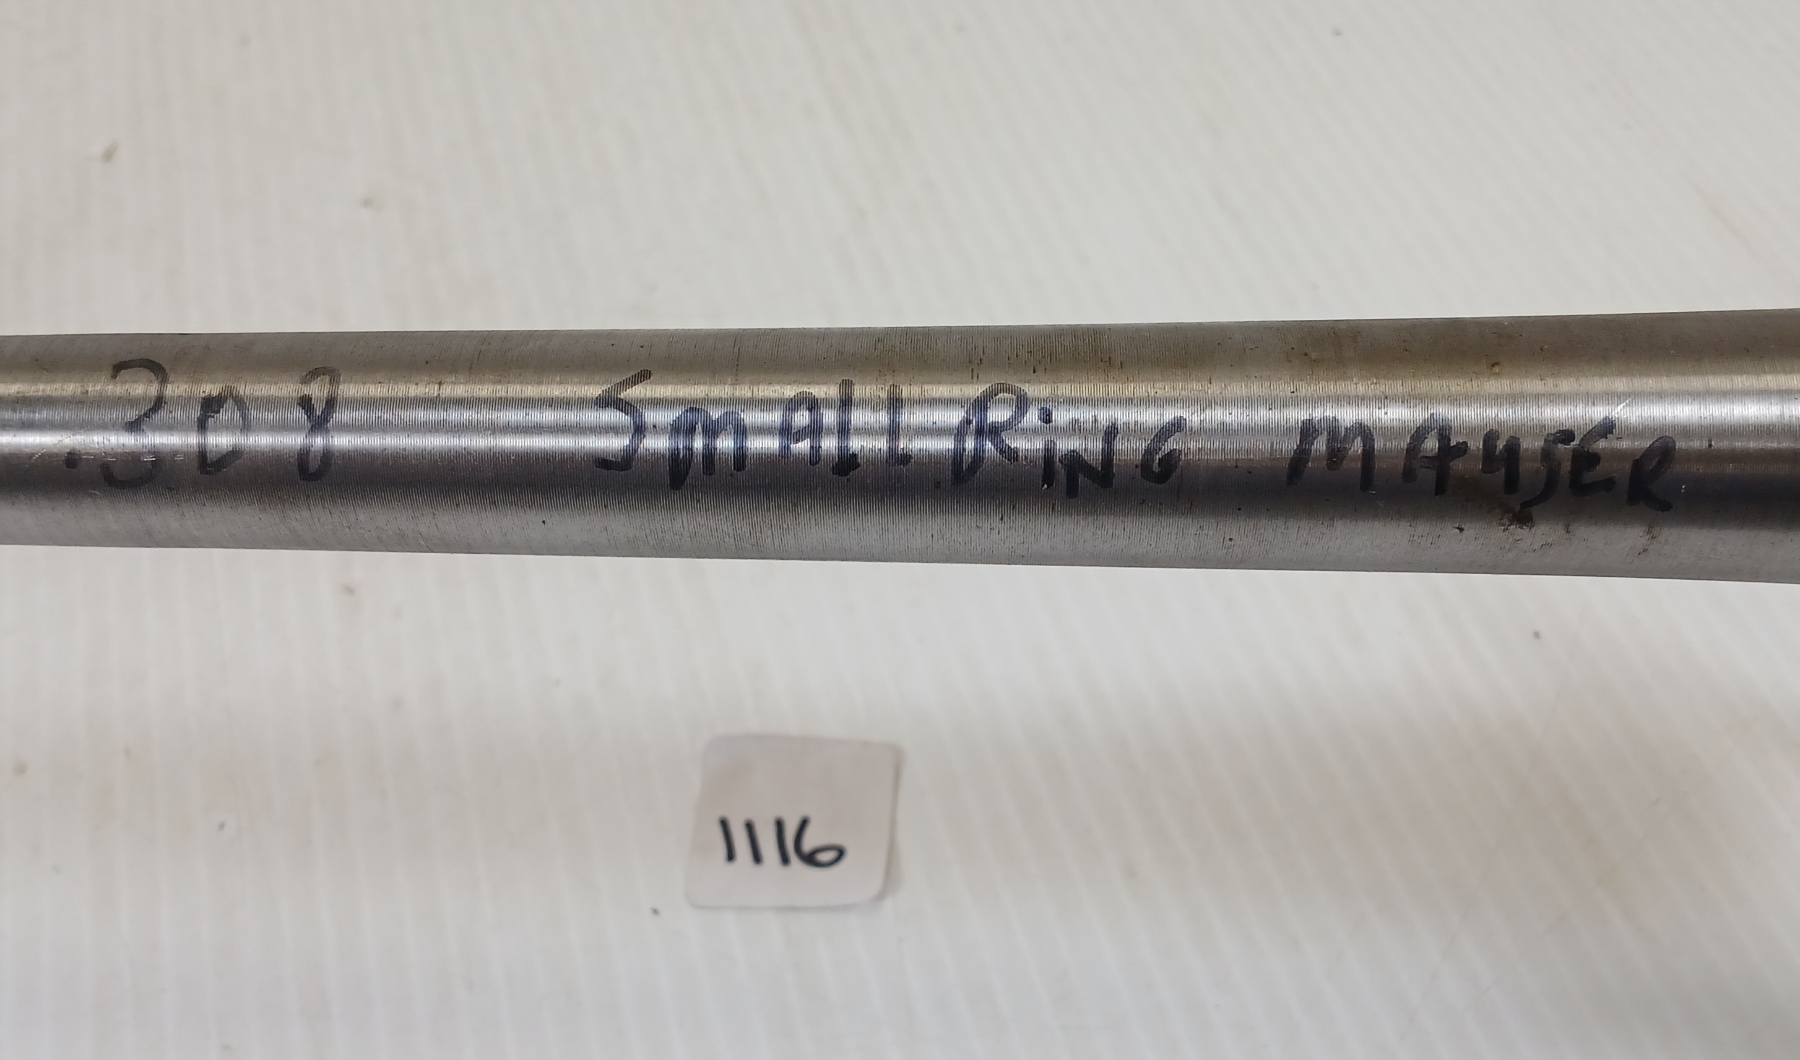 .308 SMALL RiNG MAUSER
1116